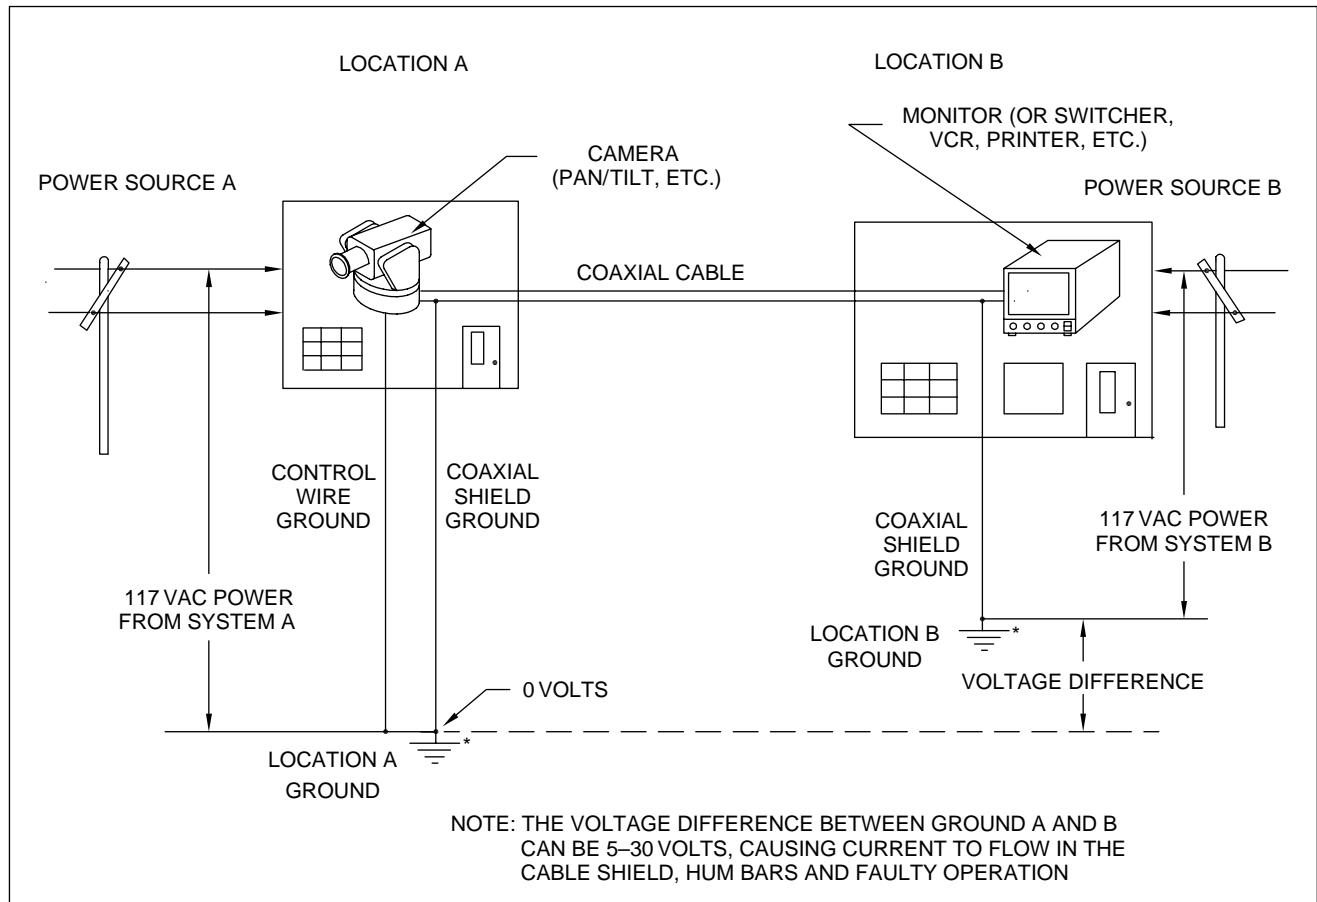 LOCATION A
LOCATION B
MONITOR (OR SWITCHER,
VCR, PRINTER, ETC.)
CAMERA
(PAN/TILT, ETC.)
POWER SOURCE A
POWER SOURCE B
COAXIAL CABLE
CONTROL
WIRE
GROUND
COAXIAL
SHIELD
GROUND
COAXIAL
SHIELD
GROUND
117 VAC POWER
FROM SYSTEM B
117 VAC POWER
FROM SYSTEM A
*
LOCATION B
GROUND
VOLTAGE DIFFERENCE
0 VOLTS
*
LOCATION A
GROUND
NOTE: THE VOLTAGE DIFFERENCE BETWEEN GROUND A AND B
CAN BE 5–30 VOLTS, CAUSING CURRENT TO FLOW IN THE
CABLE SHIELD, HUM BARS AND FAULTY OPERATION